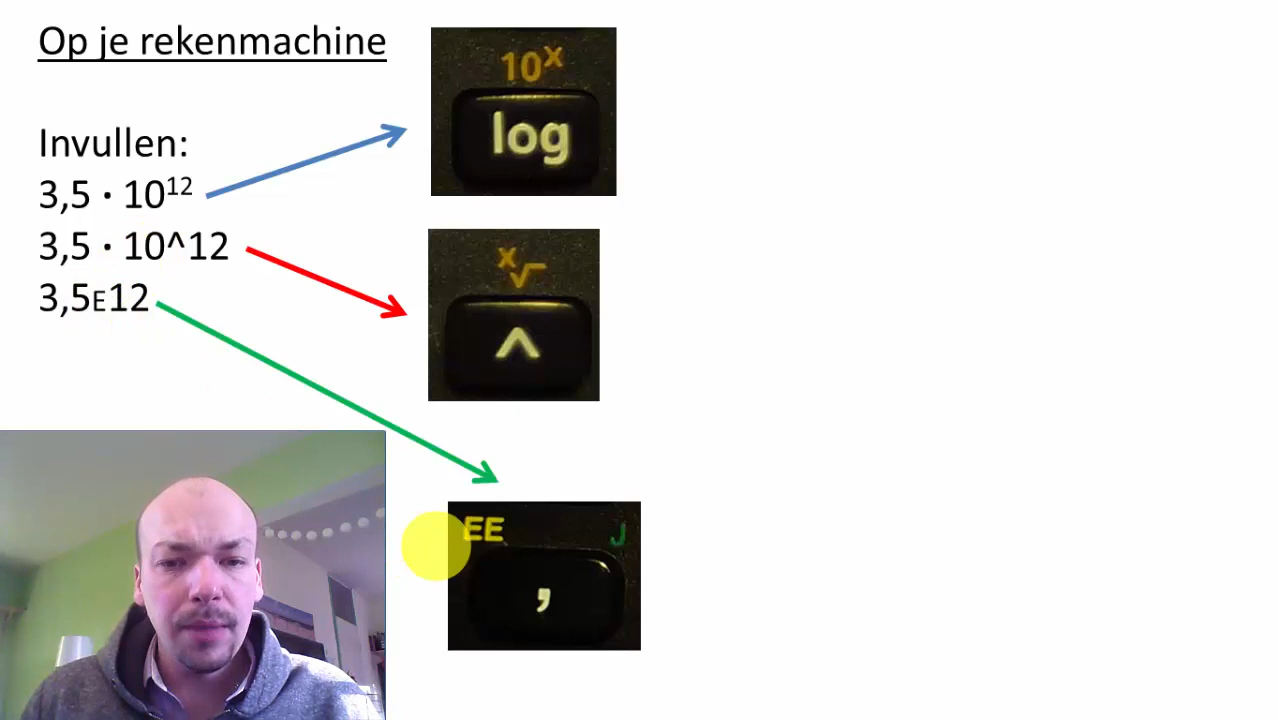 Op je rekenmachine
Invullen:
3,5 · 10¹²
3,5 · 10^12
3,5E12
10ˣ
log
ˣ√
^
EE J
,